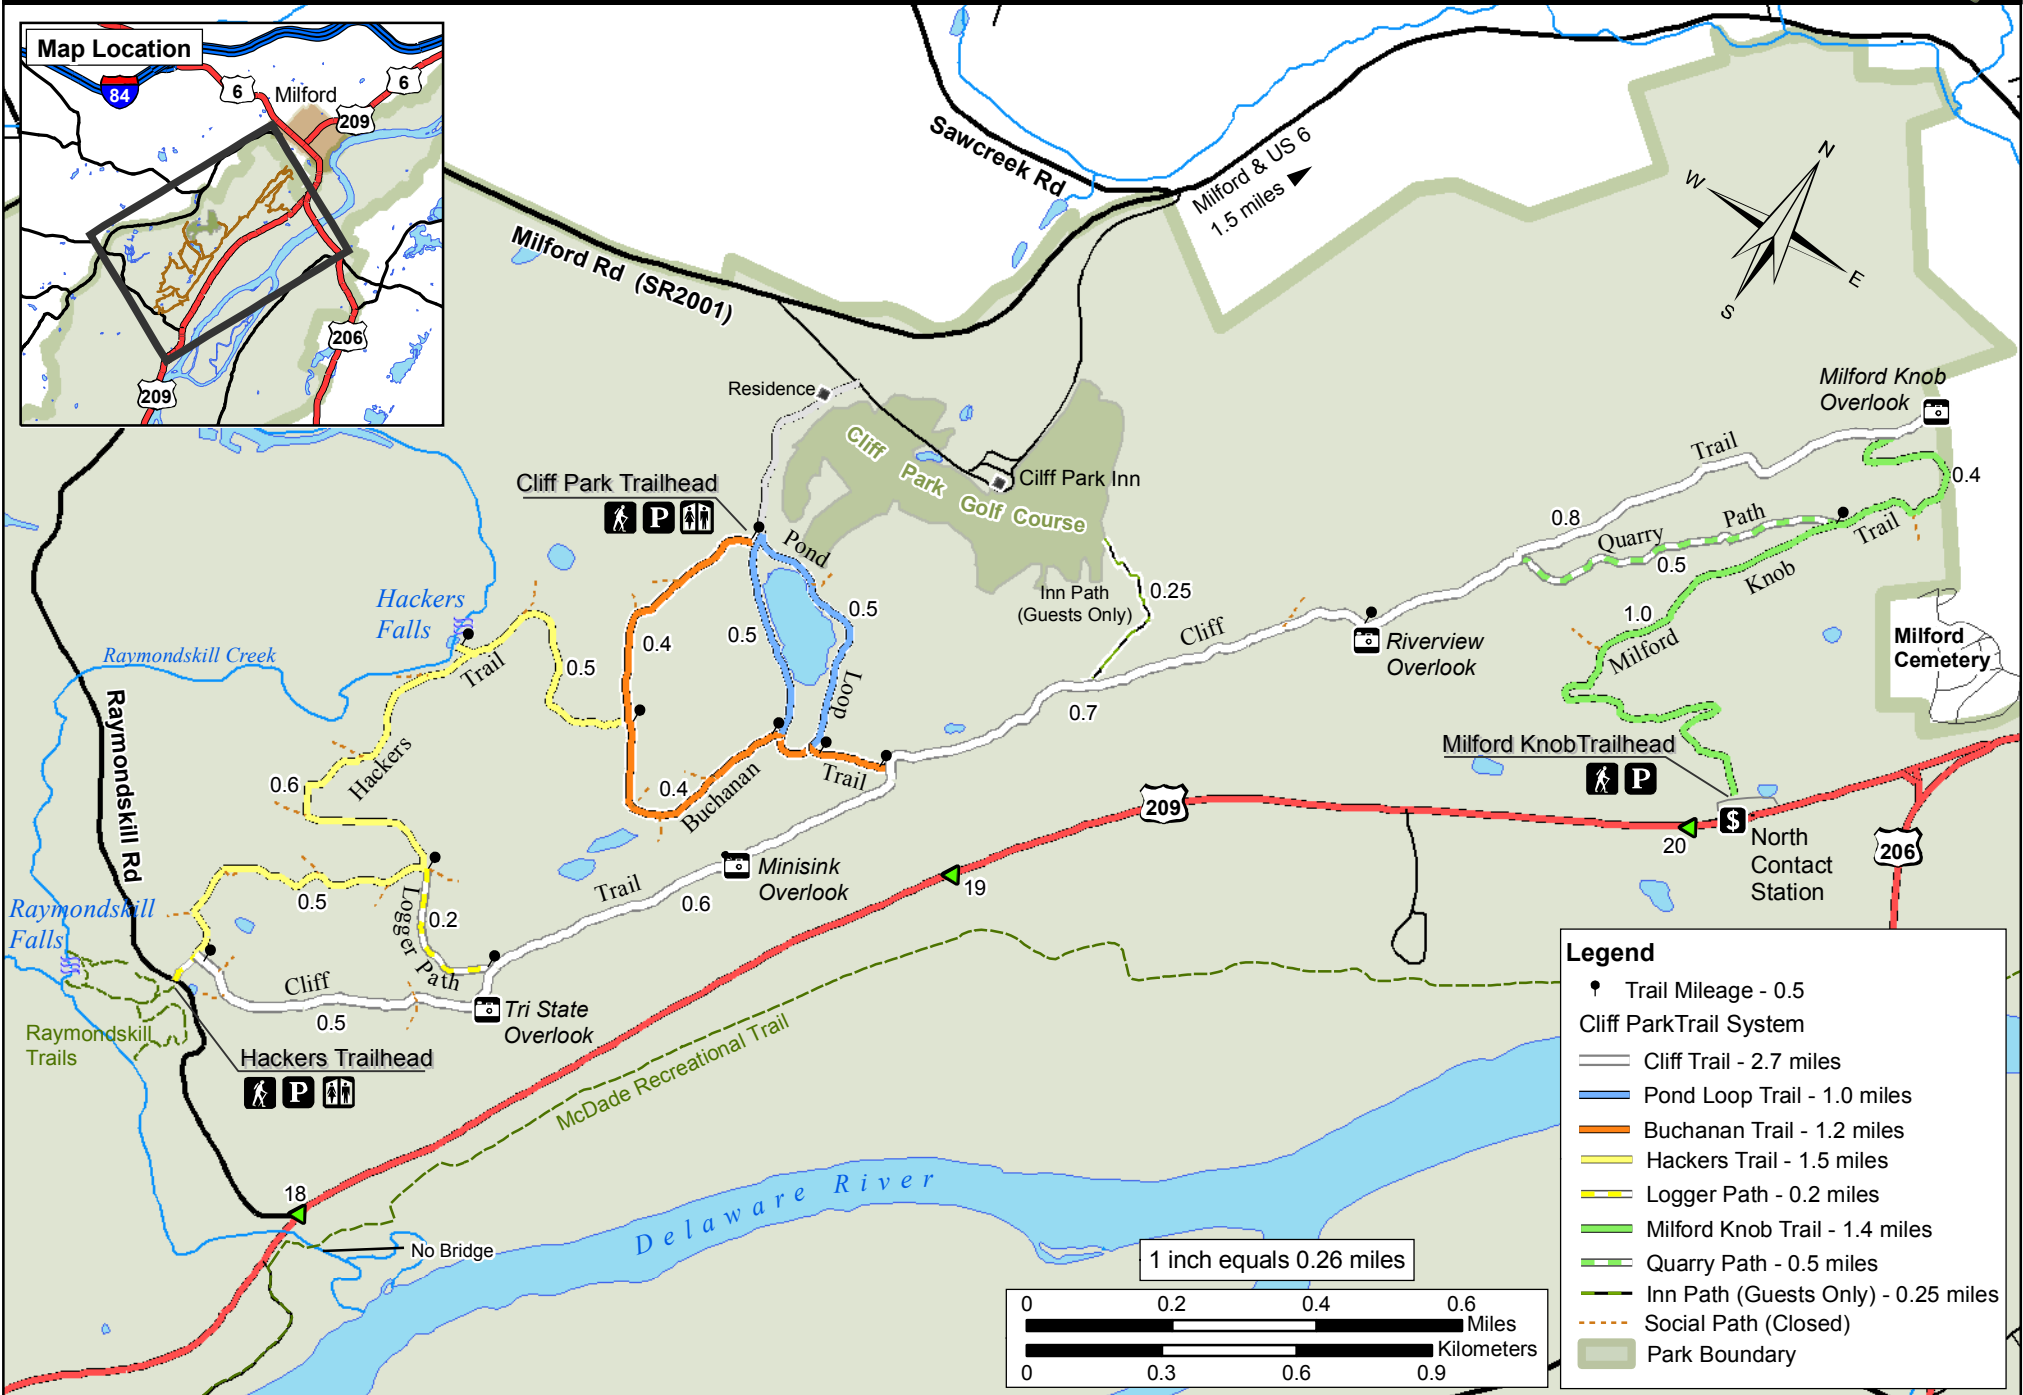 Map Location
84
6
6
Milford
209
206
209
Sawcreek Rd
Milford & US 6
1.5 miles
Milford Rd (SR2001)
N
W
E
S
Residence
Cliff Park Golf Course
Cilff Park Inn
Cliff Park Trailhead
P
Milford Knob
Overlook
Trail
0.4
0.8
Quarry Path
0.5
Trail
Knob
1.0
Milford
Milford
Cemetery
Pond
0.5
0.5
Loop
Inn Path
(Guests Only)
0.25
Cliff
Riverview
Overlook
0.7
Hackers
Falls
Raymondskill Creek
Trail
0.5
0.4
0.6
Hackers
0.4
Buchanan
Trail
Milford KnobTrailhead
P
209
20
$
North
Contact
Station
206
19
Minisink
Overlook
Trail
0.6
Raymondskill Rd
0.5
Logger Path
0.2
Raymondskill
Falls
Cliff
0.5
Tri State
Overlook
Raymondskill
Trails
Hackers Trailhead
P
McDade Recreational Trail
18
No Bridge
Delaware River
1 inch equals 0.26 miles
0 0.2 0.4 0.6
Miles
Kilometers
0 0.3 0.6 0.9
Legend
Trail Mileage - 0.5
Cliff ParkTrail System
Cliff Trail - 2.7 miles
Pond Loop Trail - 1.0 miles
Buchanan Trail - 1.2 miles
Hackers Trail - 1.5 miles
Logger Path - 0.2 miles
Milford Knob Trail - 1.4 miles
Quarry Path - 0.5 miles
Inn Path (Guests Only) - 0.25 miles
Social Path (Closed)
Park Boundary